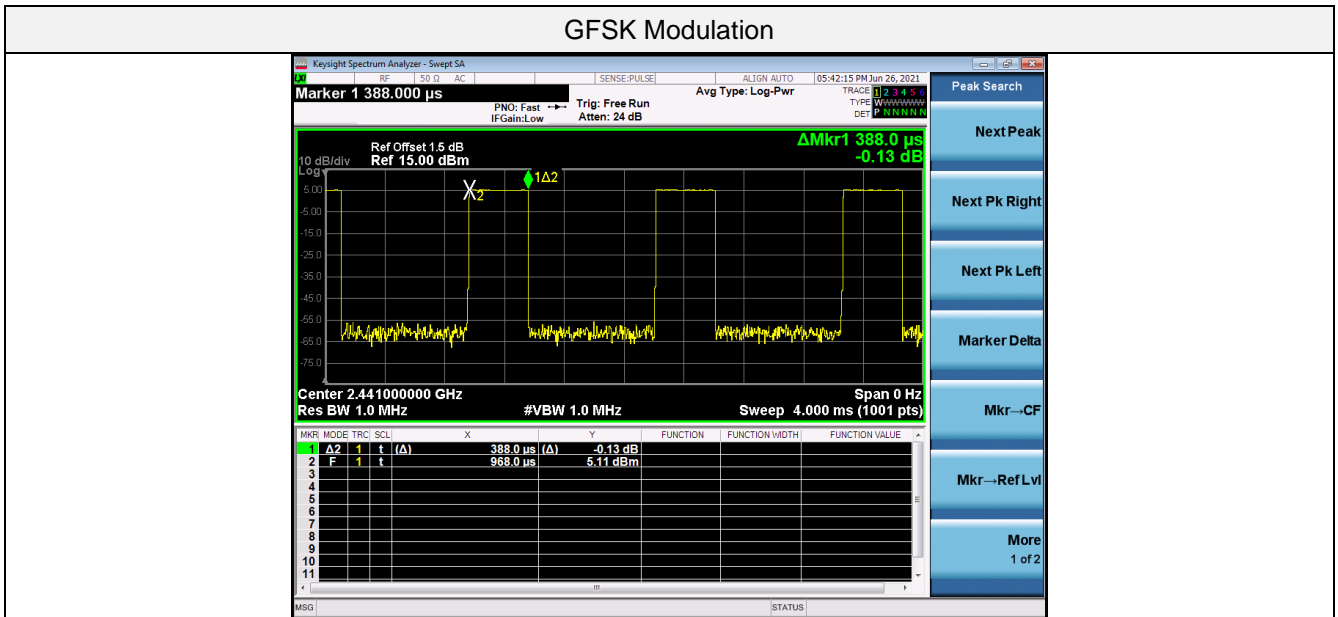 GFSK Modulation
Keysight Spectrum Analyzer - Swept SA
LXI RF 50 Ω AC SENSE:PULSE ALIGN AUTO 05:42:15 PM Jun 26, 2021
Marker 1 388.000 µs
PNO: Fast
IFGain:Low
Trig: Free Run
Atten: 24 dB
Avg Type: Log-Pwr
TRACE 1 2 3 4 5 6
TYPE WWWWWW
DET P N N N N N
Peak Search
Next Peak
Next Pk Right
Next Pk Left
Marker Delta
Mkr→CF
Mkr→Ref Lvl
More
1 of 2
ΔMkr1 388.0 µs
-0.13 dB
Ref Offset 1.5 dB
10 dB/div Ref 15.00 dBm
Log
1Δ2
2
5.00
-5.00
-15.0
-25.0
-35.0
-45.0
-55.0
-65.0
-75.0
Center 2.441000000 GHz Span 0 Hz
Res BW 1.0 MHz #VBW 1.0 MHz Sweep 4.000 ms (1001 pts)
MKR MODE TRC SCL X Y FUNCTION FUNCTION WIDTH FUNCTION VALUE
1 Δ2 1 t (Δ) 388.0 µs (Δ) -0.13 dB
2 F 1 t 968.0 µs 5.11 dBm
3
4
5
6
7
8
9
10
11
MSG STATUS